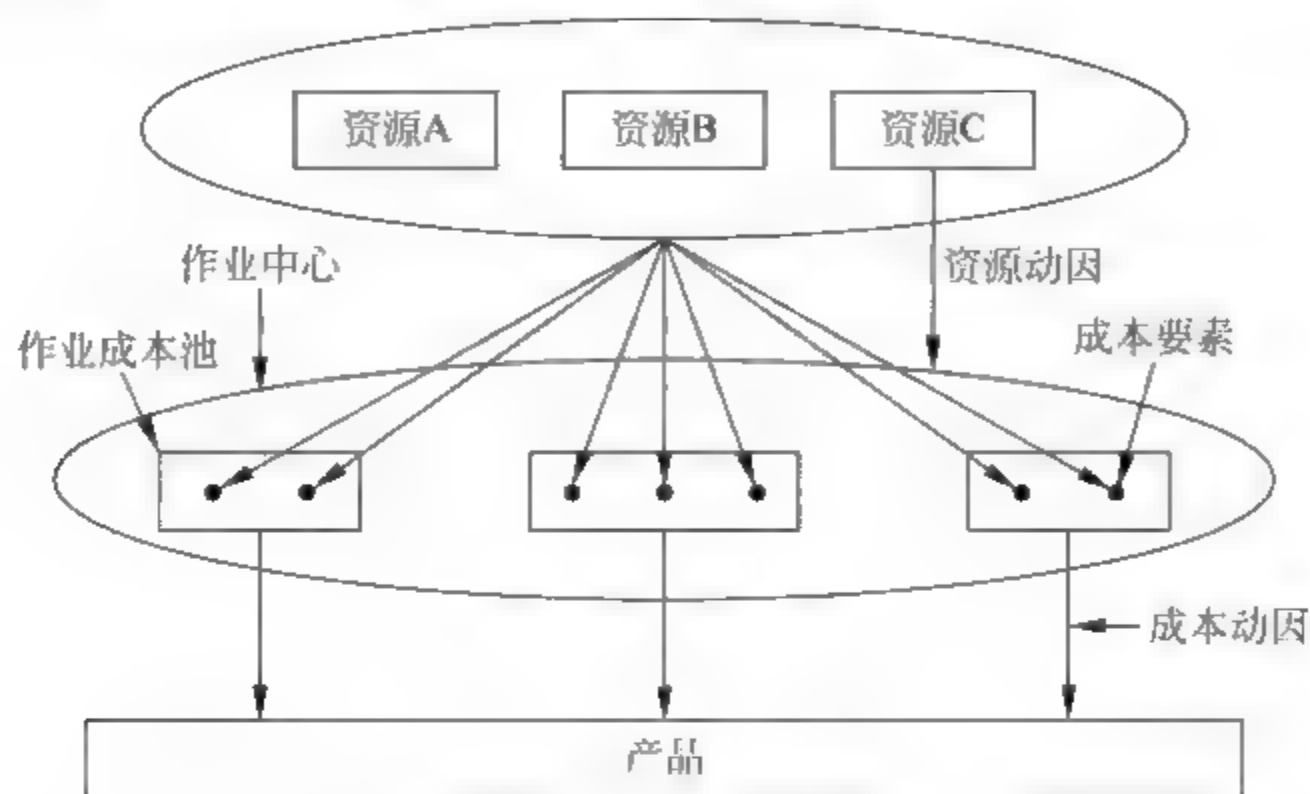 资源A
资源B
资源C
作业中心
资源动因
作业成本池
成本要素
成本动因
产品